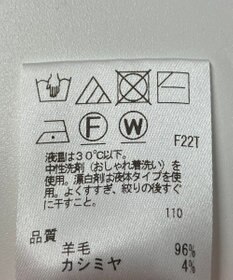 F
W
F22T
液温は30℃以下。
中性洗剤(おしゃれ着洗い)を
使用。漂白剤は液体タイプを使
用。よくすすぎ、絞りの後すぐ
に干すこと。
110
品質
羊毛 96%
カシミヤ 4%